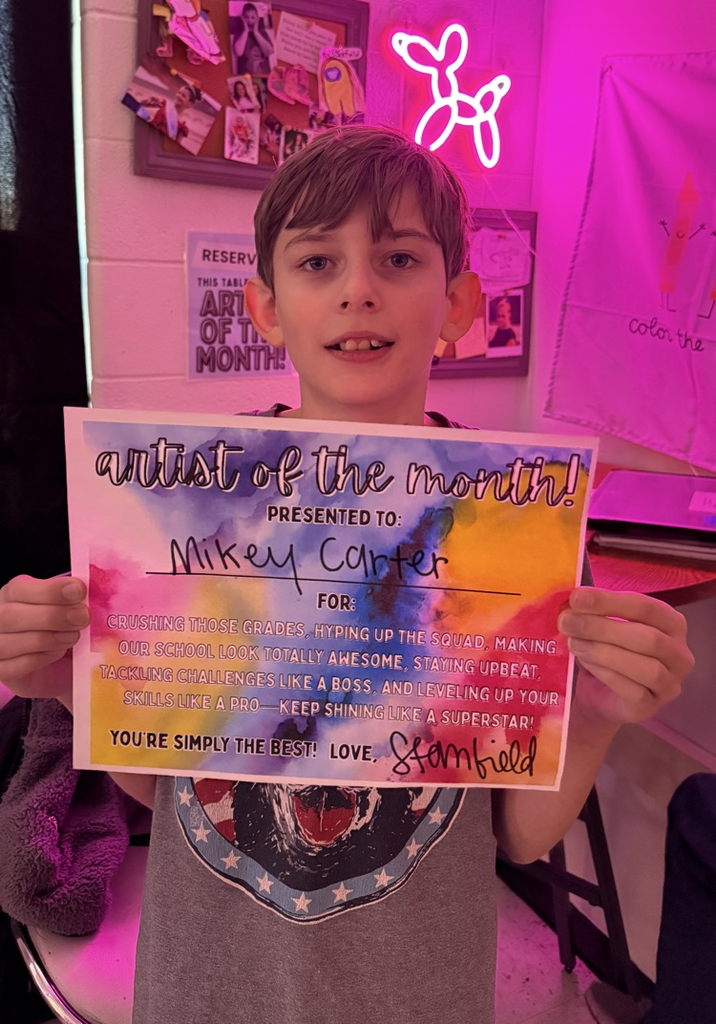 RESERV
THIS TABL
ART
OF T
MONTH!
color the
artist of the month!
PRESENTED TO:
Mikey Carter
FOR:
CRUSHING THOSE GRADES, HYPING UP THE SQUAD, MAKING
OUR SCHOOL LOOK TOTALLY AWESOME, STAYING UPBEAT,
TACKLING CHALLENGES LIKE A BOSS, AND LEVELING UP YOUR
SKILLS LIKE A PRO—KEEP SHINING LIKE A SUPERSTAR!
YOU'RE SIMPLY THE BEST! LOVE, Stanfield